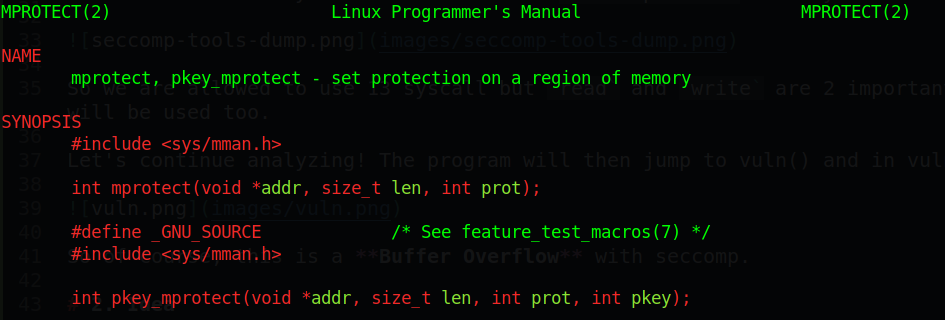 MPROTECT(2) Linux Programmer's Manual MPROTECT(2)
33 ![seccomp-tools-dump.png](images/seccomp-tools-dump.png)
NAME
mprotect, pkey_mprotect - set protection on a region of memory
35 So we are allowed to use 13 syscall but `read` and `write` are 2 importan
will be used too.
SYNOPSIS
36
#include <sys/mman.h>
37 Let's continue analyzing! The program will then jump to vuln() and in vul
38
int mprotect(void *addr, size_t len, int prot);
39 ![vuln.png](images/vuln.png)
40
#define _GNU_SOURCE /* See feature_test_macros(7) */
#include <sys/mman.h>
41 is a **Buffer Overflow** with seccomp.
42
int pkey_mprotect(void *addr, size_t len, int prot, int pkey);
43